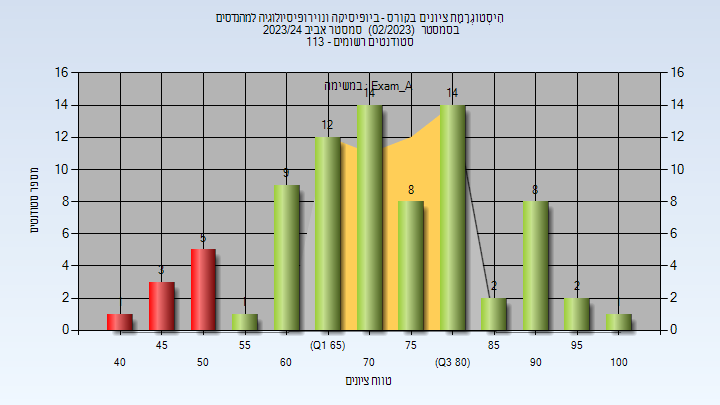 היסטוגרמת ציונים בקורס - ביופיסיקה ונוירופיסיולוגיה למהנדסים
בסמסטר (02/2023) סמסטר אביב 2023/24
סטודנטים רשומים - 113
במשימה : Exam_A
מספר סטודנטים
16 16
14 14
12 12
10 10
8 8
6 6
4 4
2 2
0 0
3 5 1 9 12 14 8 14 2 8 2
45 55 (Q1 65) 75 85 95
40 50 60 70 (Q3 80) 90 100
טווח ציונים